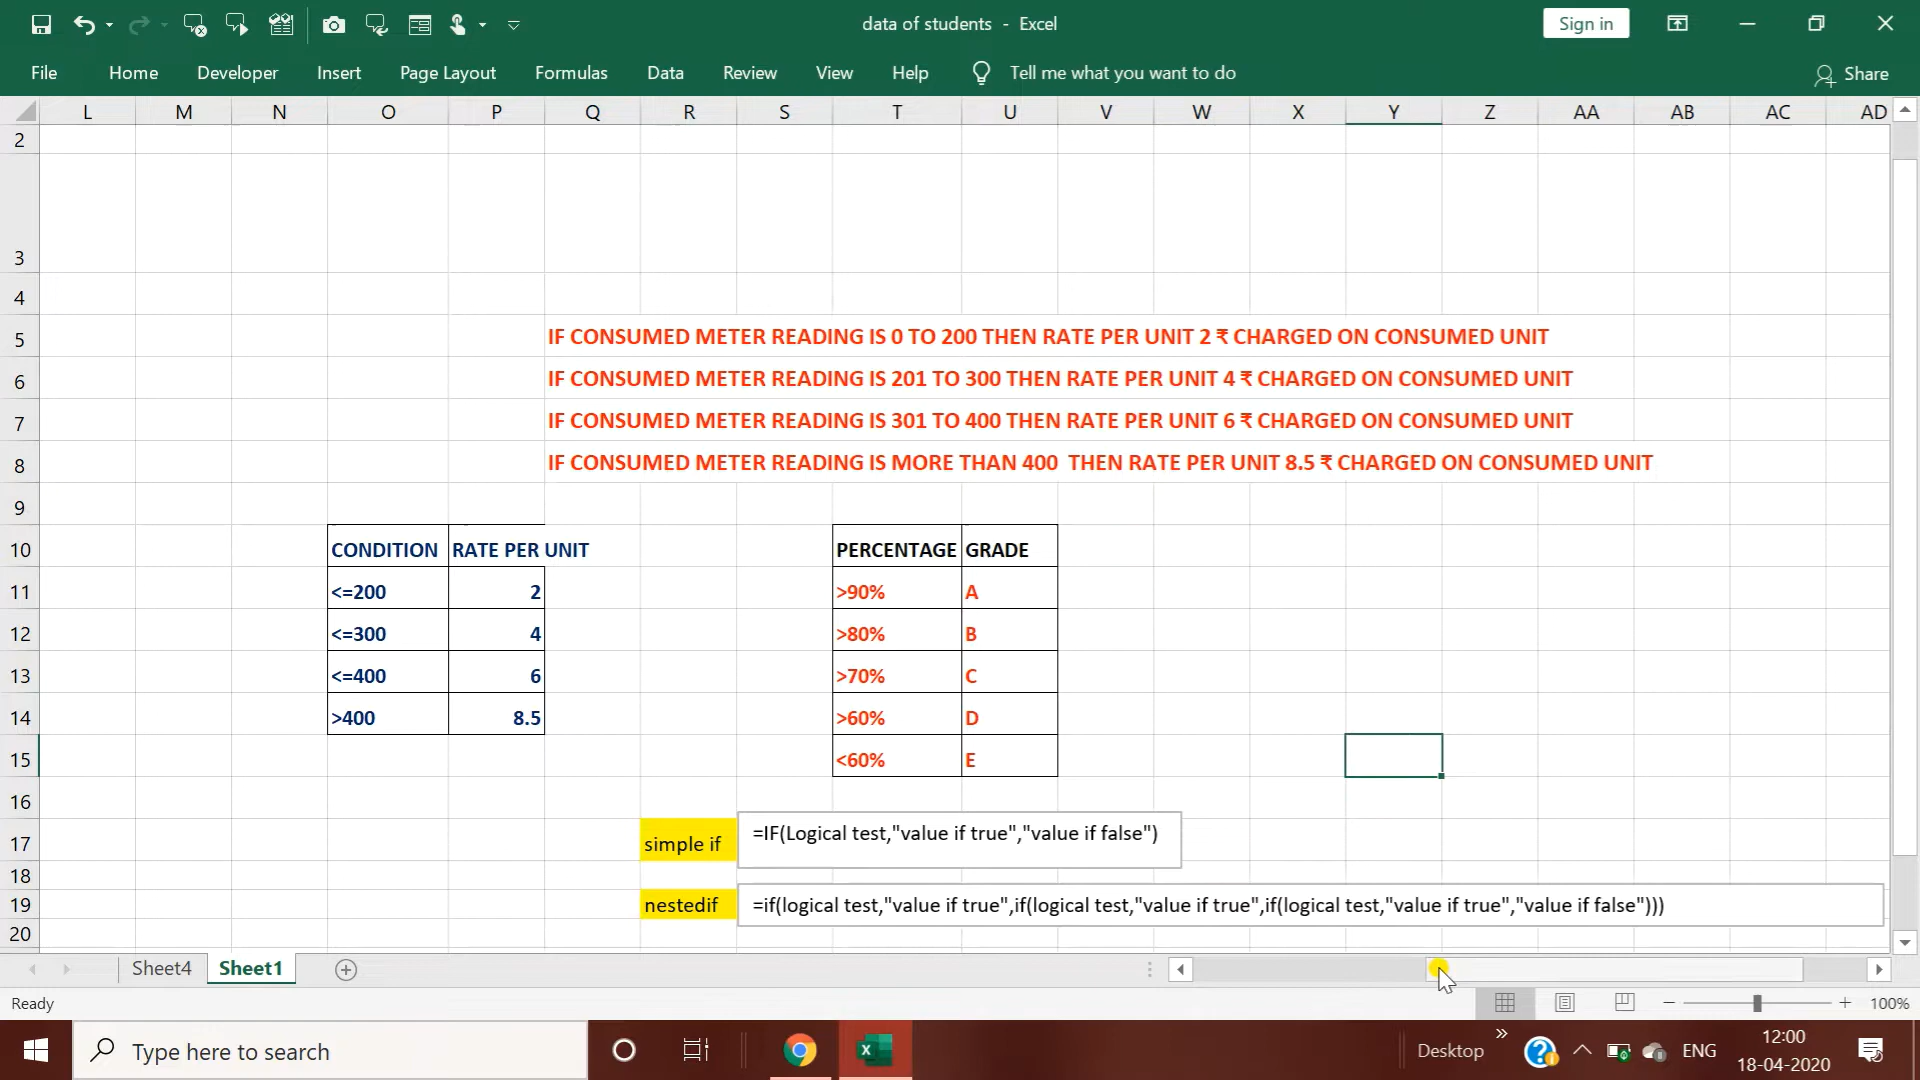 data of students - Excel
Sign in
File Home Developer Insert Page Layout Formulas Data Review View Help Tell me what you want to do Share
L M N O P Q R S T U V W X Y Z AA AB AC AD
2
3
4
5 IF CONSUMED METER READING IS 0 TO 200 THEN RATE PER UNIT 2 ₹ CHARGED ON CONSUMED UNIT
6 IF CONSUMED METER READING IS 201 TO 300 THEN RATE PER UNIT 4 ₹ CHARGED ON CONSUMED UNIT
7 IF CONSUMED METER READING IS 301 TO 400 THEN RATE PER UNIT 6 ₹ CHARGED ON CONSUMED UNIT
8 IF CONSUMED METER READING IS MORE THAN 400 THEN RATE PER UNIT 8.5 ₹ CHARGED ON CONSUMED UNIT
9
10 CONDITION RATE PER UNIT PERCENTAGE GRADE
11 <=200 2 >90% A
12 <=300 4 >80% B
13 <=400 6 >70% C
14 >400 8.5 >60% D
15 <60% E
16
17 simple if =IF(Logical test,"value if true","value if false")
18
19 nestedif =if(logical test,"value if true",if(logical test,"value if true",if(logical test,"value if true","value if false")))
20
Sheet4 Sheet1
Ready 100%
Type here to search Desktop ENG 12:00
18-04-2020